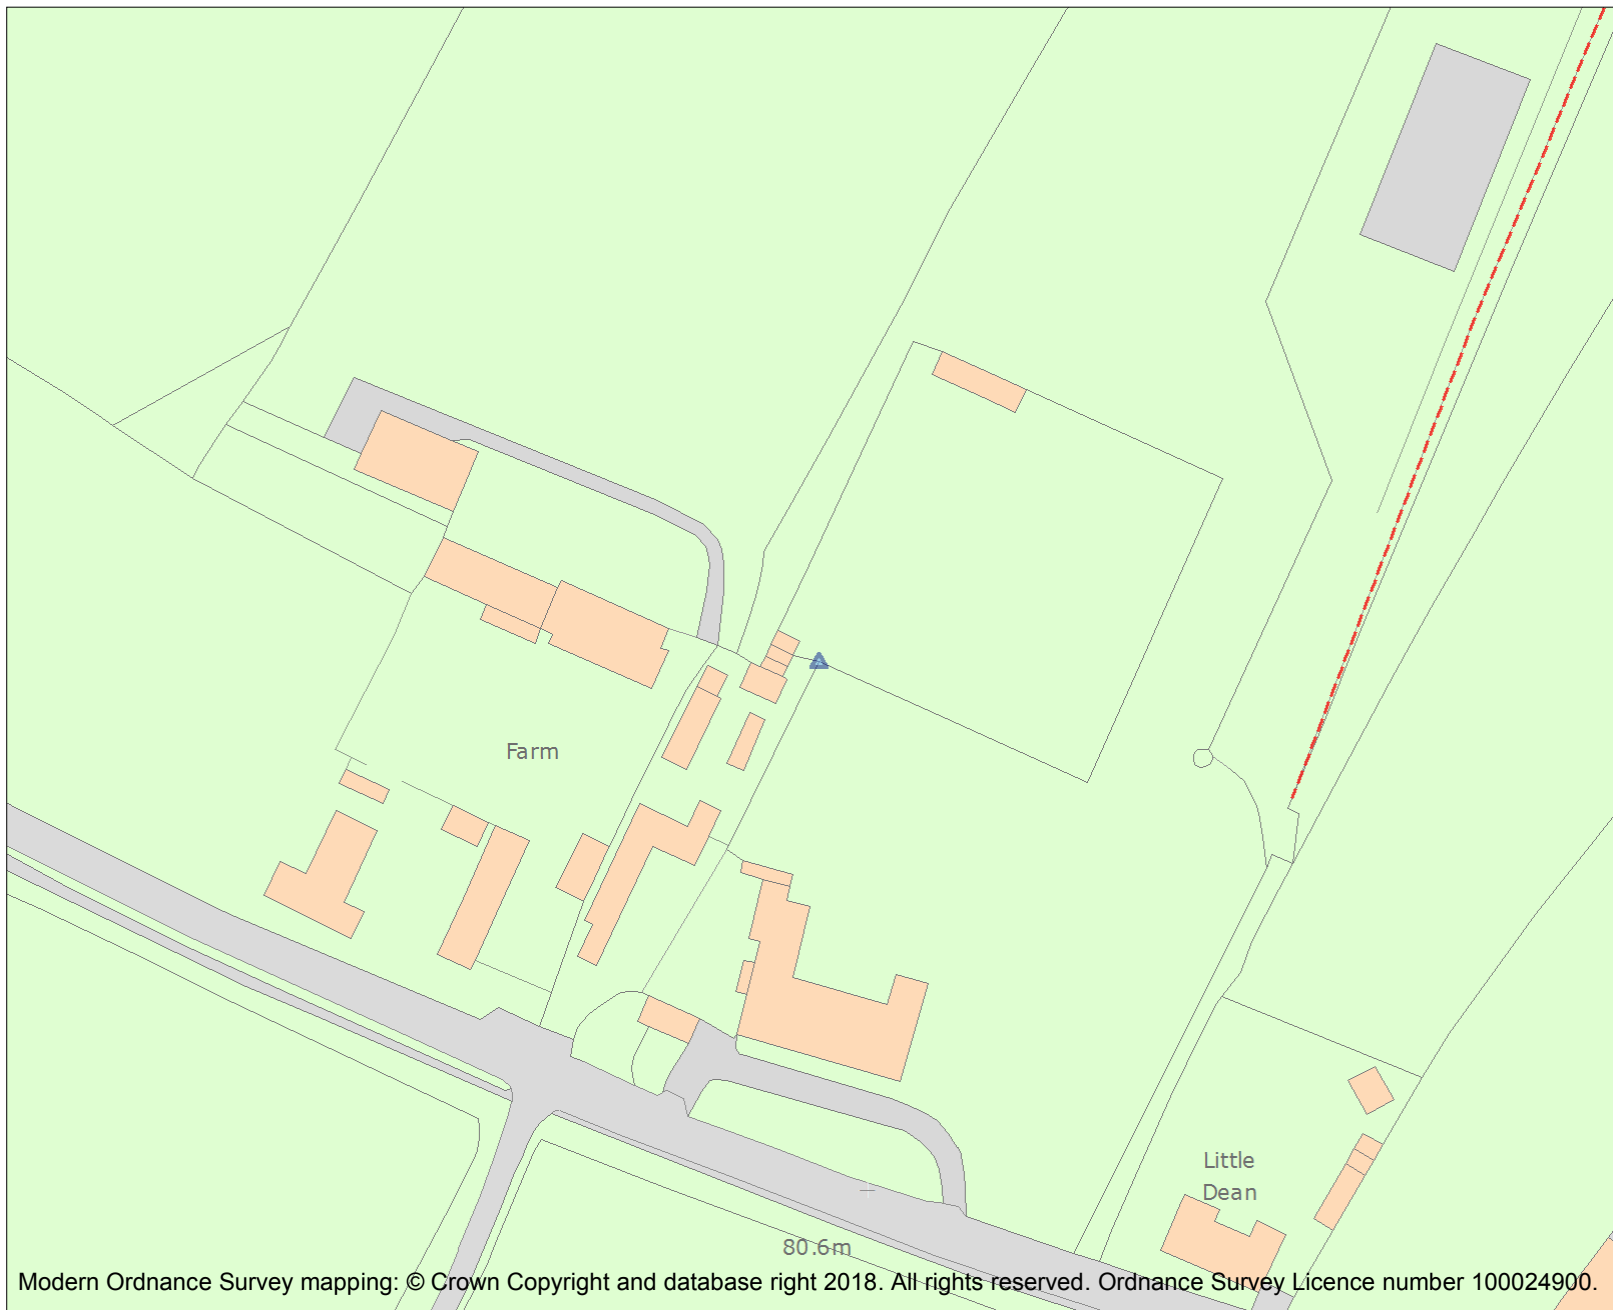 Farm
Little
Dean
80.6m
Modern Ordnance Survey mapping: © Crown Copyright and database right 2018. All rights reserved. Ordnance Survey Licence number 100024900.